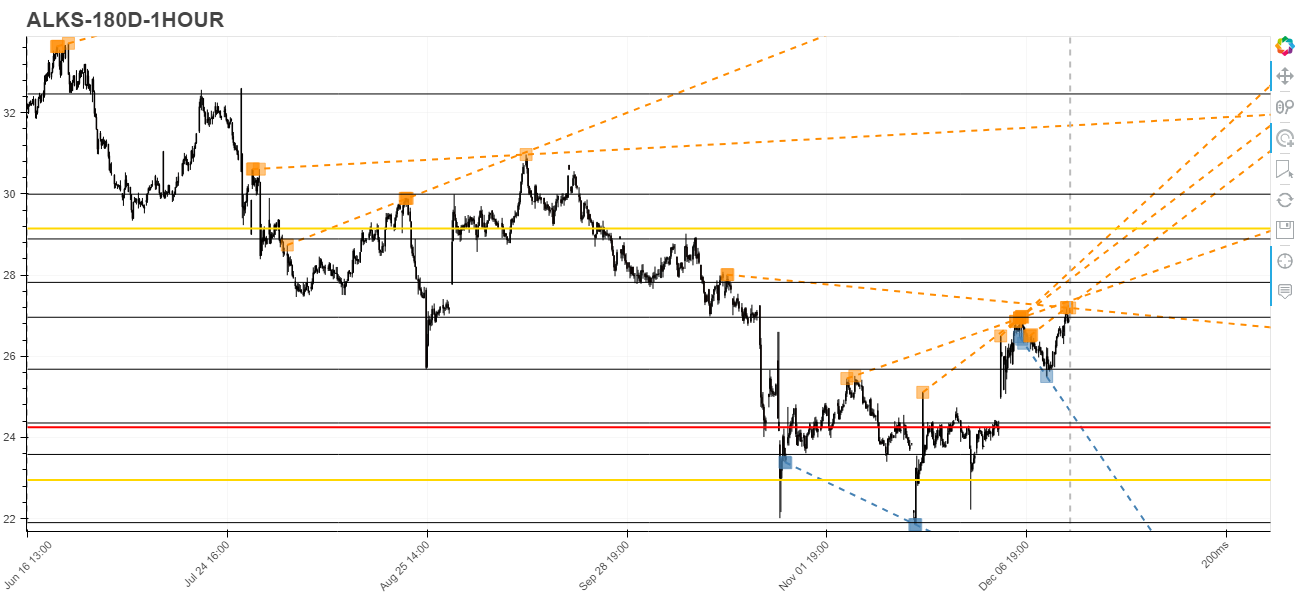 ALKS-180D-1HOUR
32
30
28
26
24
22
Jun 16 13:00
Jul 24 16:00
Aug 25 14:00
Sep 28 19:00
Nov 01 19:00
Dec 06 19:00
200ms